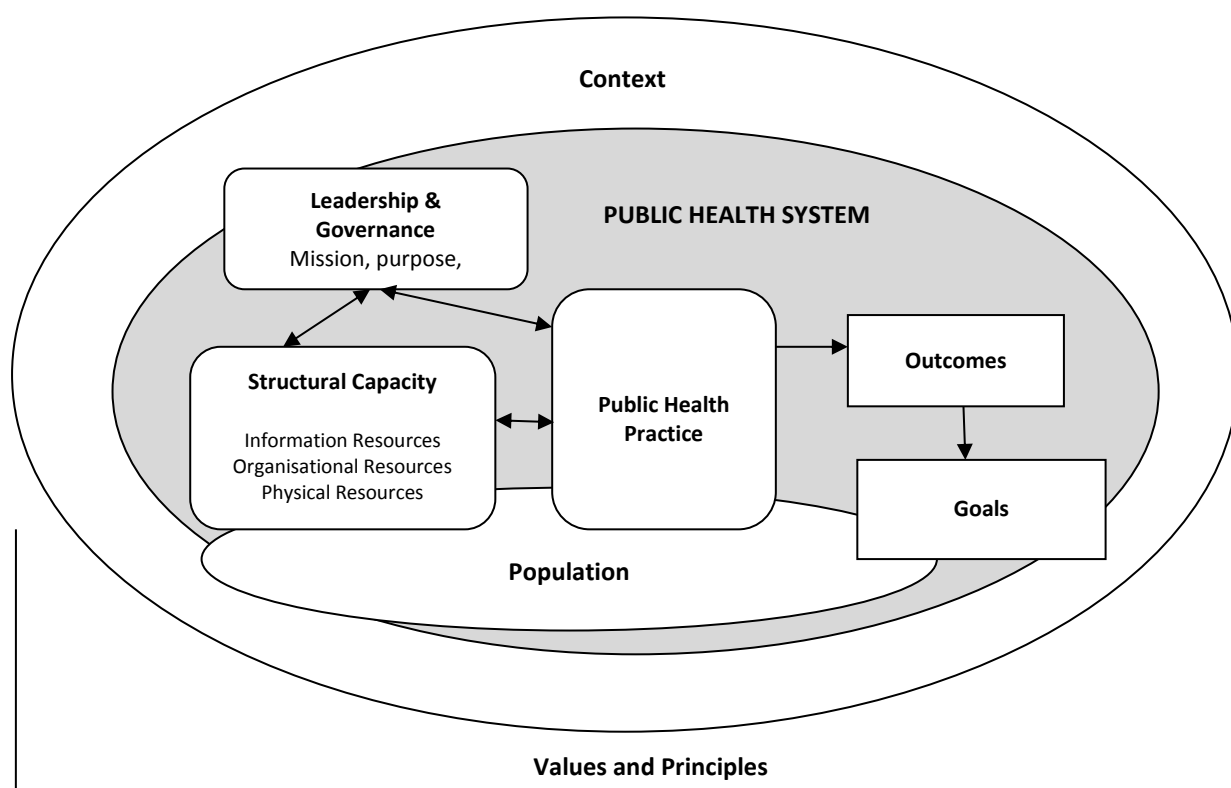 Context
Leadership &
Governance
Mission, purpose,
PUBLIC HEALTH SYSTEM
Structural Capacity
Information Resources
Organisational Resources
Physical Resources
Public Health
Practice
Outcomes
Goals
Population
Values and Principles